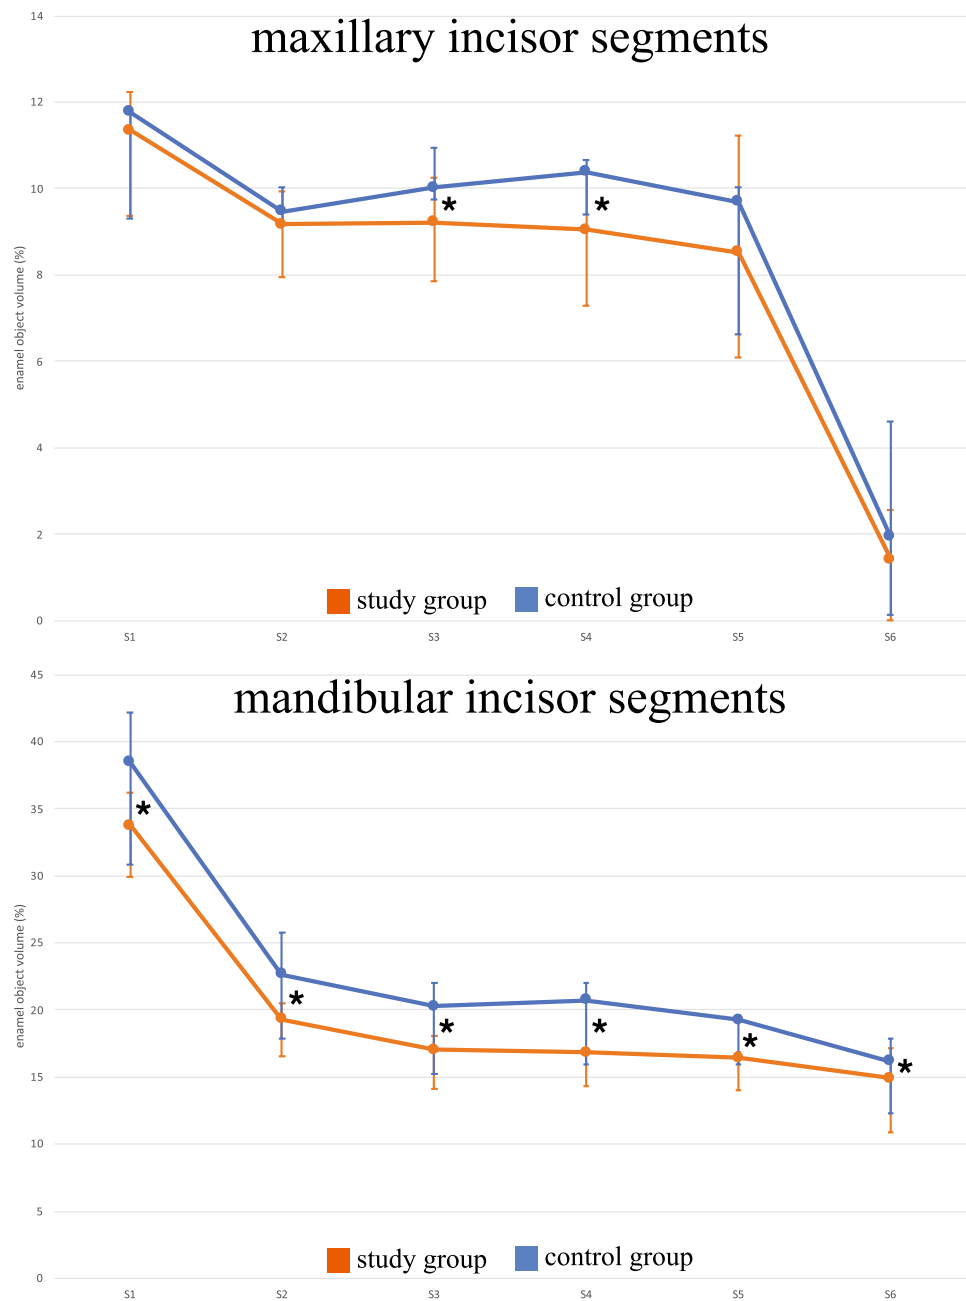 maxillary incisor segments
14
12
10
8
6
4
2
0
enamel object volume (%)
*
*
study group
control group
S1 S2 S3 S4 S5 S6
mandibular incisor segments
45
40
35
30
25
20
15
10
5
0
enamel object volume (%)
*
*
*
*
*
*
study group
control group
S1 S2 S3 S4 S5 S6